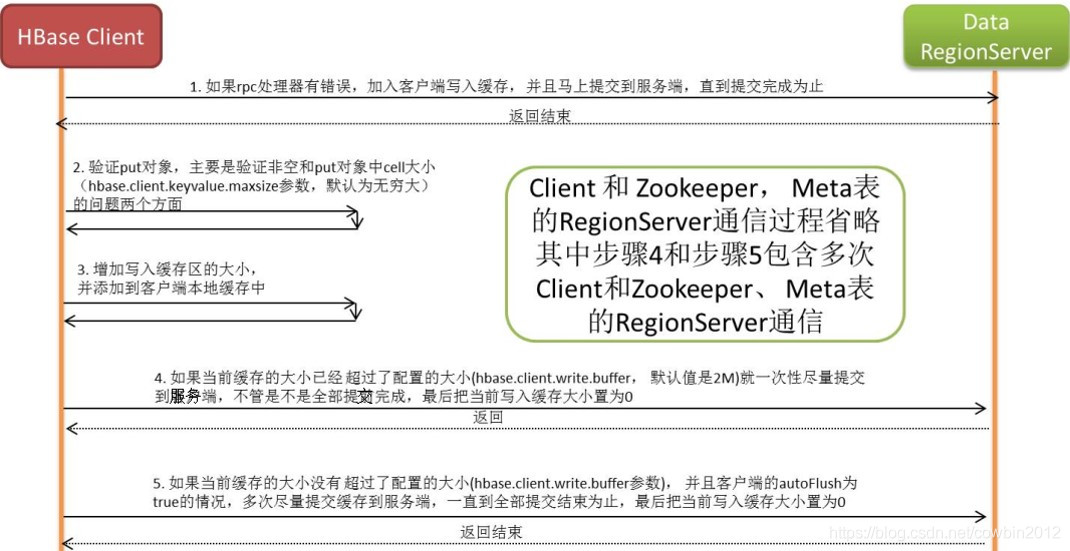 HBase Client
Data
RegionServer
1. 如果rpc处理器有错误，加入客户端写入缓存，并且马上提交到服务端，直到提交完成为止
返回结束
2. 验证put对象，主要是验证非空和put对象中cell大小
（hbase.client.keyvalue.maxsize参数，默认为无穷大）
的问题两个方面
Client 和 Zookeeper， Meta表
的RegionServer通信过程省略
其中步骤4和步骤5包含多次
Client和Zookeeper、 Meta表
的RegionServer通信
3. 增加写入缓存区的大小，
并添加到客户端本地缓存中
4. 如果当前缓存的大小已经 超过了配置的大小(hbase.client.write.buffer， 默认值是2M)就一次性尽量提交
到服务端，不管是不是全部提交完成，最后把当前写入缓存大小置为0
返回
5. 如果当前缓存的大小没有 超过了配置的大小(hbase.client.write.buffer参数)， 并且客户端的autoFlush为
true的情况，多次尽量提交缓存到服务端，一直到全部提交结束为止，最后把当前写入缓存大小置为0
返回结束
https://blog.csdn.net/cowbin2012